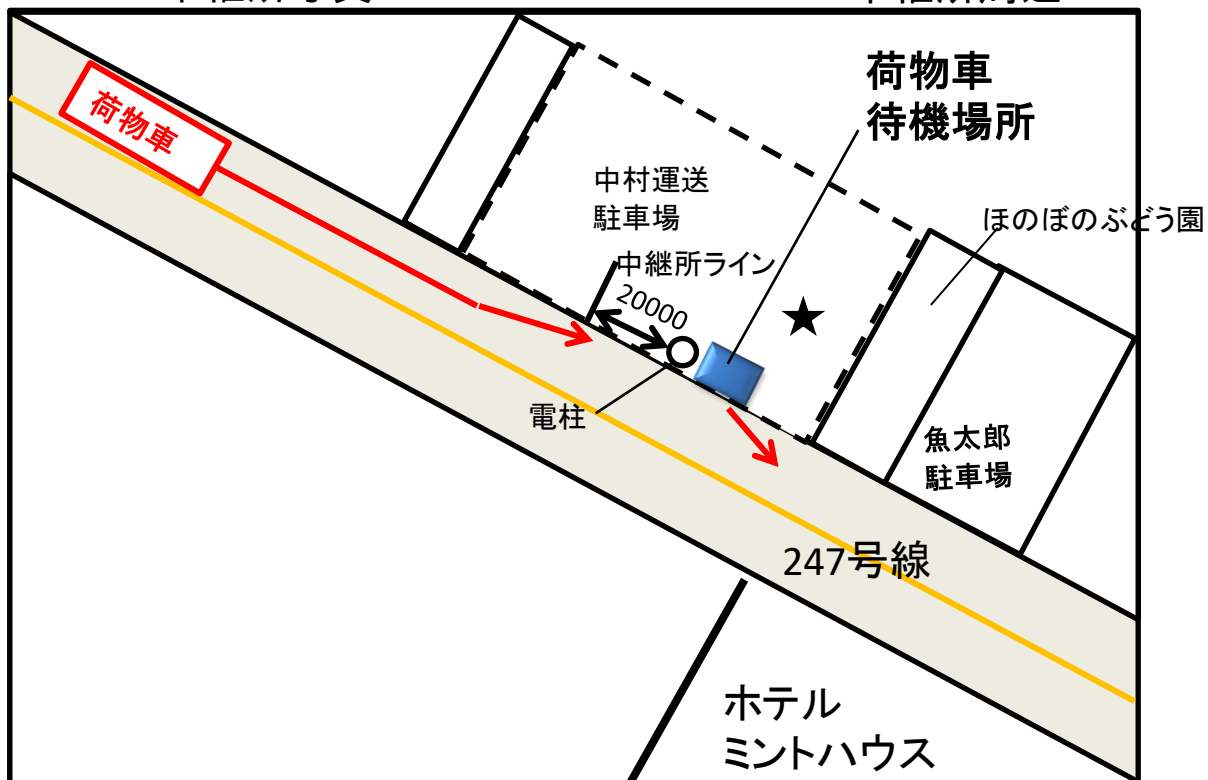 荷物車
待機場所
荷物車
中村運送
駐車場
ほのぼのぶどう園
中継所ライン
20000
電柱
魚太郎
駐車場
247号線
ホテル
ミントハウス